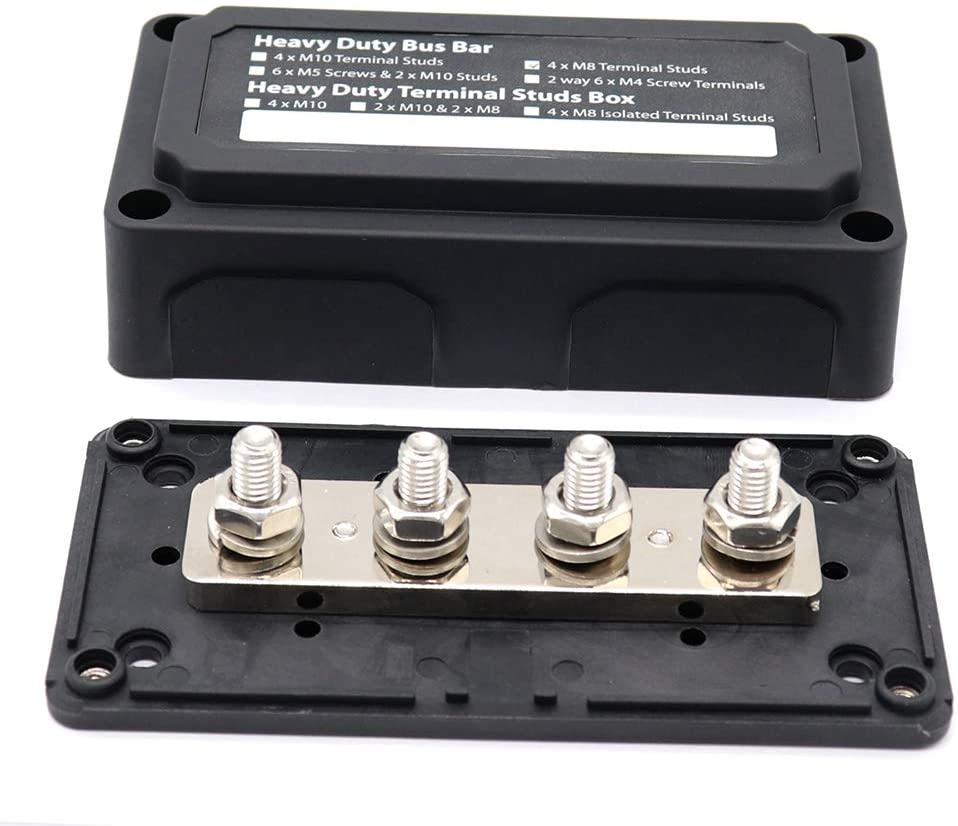 Heavy Duty Bus Bar
4 x M10 Terminal Studs 4 x M8 Terminal Studs
6 x M5 Screws & 2 x M10 Studs 2 way 6 x M4 Screw Terminals
Heavy Duty Terminal Studs Box
4 x M10 2 x M10 & 2 x M8 4 x M8 Isolated Terminal Studs